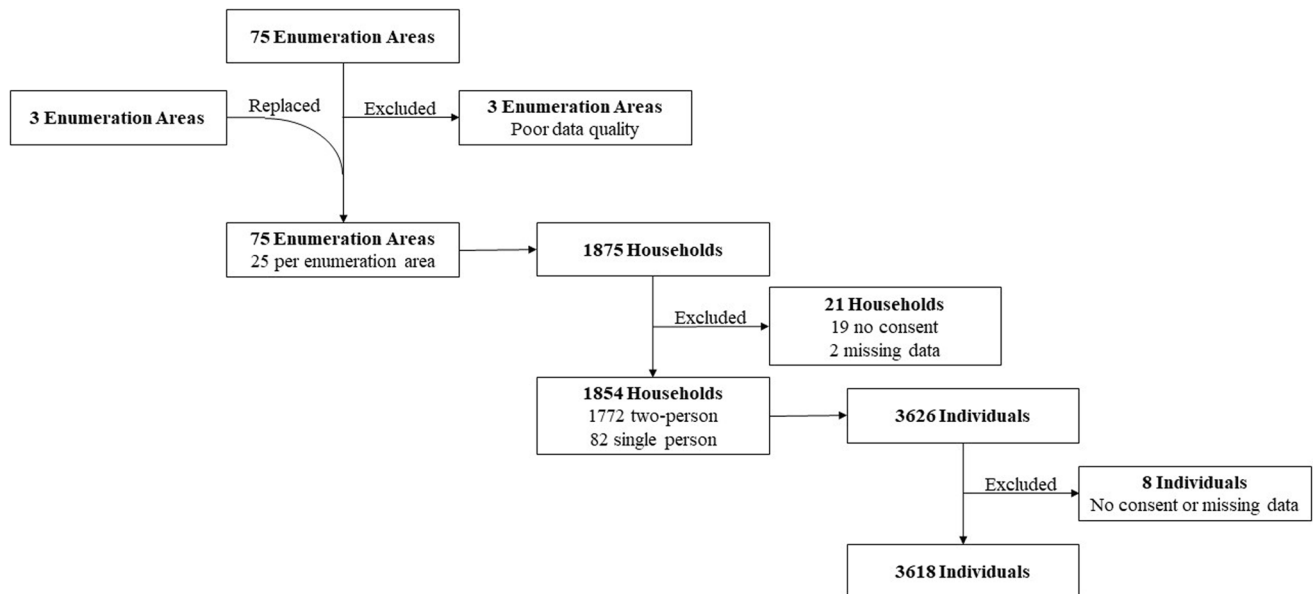 75 Enumeration Areas
Replaced
Excluded
3 Enumeration Areas
3 Enumeration Areas
Poor data quality
75 Enumeration Areas
25 per enumeration area
1875 Households
Excluded
21 Households
19 no consent
2 missing data
1854 Households
1772 two-person
82 single person
3626 Individuals
Excluded
8 Individuals
No consent or missing data
3618 Individuals